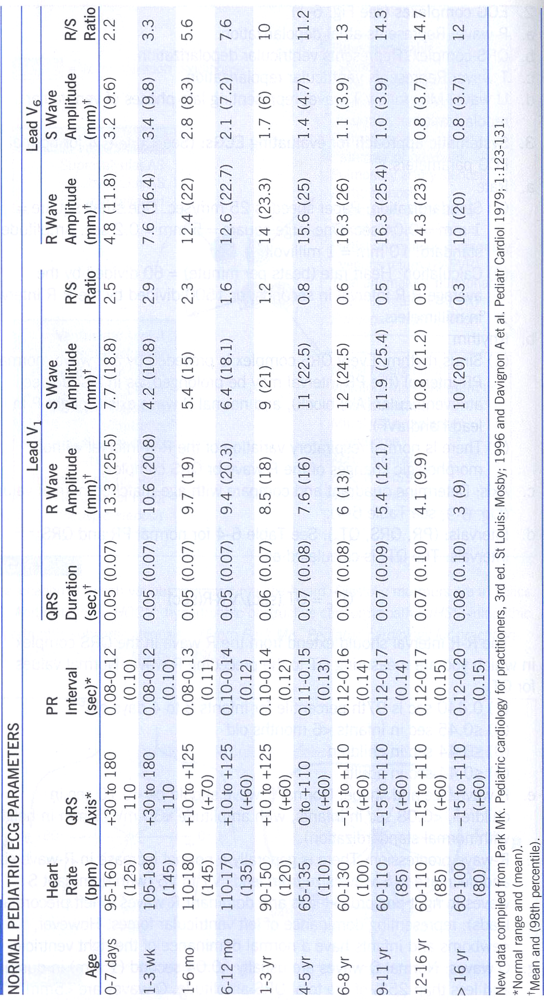 NORMAL PEDIATRIC ECG PARAMETERS
Lead V1 Lead V6
Heart PR QRS R Wave S Wave R Wave S Wave
Rate QRS Interval Duration Amplitude Amplitude R/S Amplitude Amplitude R/S
Age (bpm) Axis* (sec)* (sec)† (mm)† (mm)† Ratio (mm)† (mm)† Ratio
0-7 days 95-160 +30 to 180 0.08-0.12 0.05 (0.07) 13.3 (25.5) 7.7 (18.8) 2.5 4.8 (11.8) 3.2 (9.6) 2.2
(125) 110 (0.10)
1-3 wk 105-180 +30 to 180 0.08-0.12 0.05 (0.07) 10.6 (20.8) 4.2 (10.8) 2.9 7.6 (16.4) 3.4 (9.8) 3.3
(145) 110 (0.10)
1-6 mo 110-180 +10 to +125 0.08-0.13 0.05 (0.07) 9.7 (19) 5.4 (15) 2.3 12.4 (22) 2.8 (8.3) 5.6
(145) (+70) (0.11)
6-12 mo 110-170 +10 to +125 0.10-0.14 0.05 (0.07) 9.4 (20.3) 6.4 (18.1) 1.6 12.6 (22.7) 2.1 (7.2) 7.6
(135) (+60) (0.12)
1-3 yr 90-150 +10 to +125 0.10-0.14 0.06 (0.07) 8.5 (18) 9 (21) 1.2 14 (23.3) 1.7 (6) 10
(120) (+60) (0.12)
4-5 yr 65-135 0 to +110 0.11-0.15 0.07 (0.08) 7.6 (16) 11 (22.5) 0.8 15.6 (25) 1.4 (4.7) 11.2
(110) (+60) (0.13)
6-8 yr 60-130 −15 to +110 0.12-0.16 0.07 (0.08) 6 (13) 12 (24.5) 0.6 16.3 (26) 1.1 (3.9) 13
(100) (+60) (0.14)
9-11 yr 60-110 −15 to +110 0.12-0.17 0.07 (0.09) 5.4 (12.1) 11.9 (25.4) 0.5 16.3 (25.4) 1.0 (3.9) 14.3
(85) (+60) (0.14)
12-16 yr 60-110 −15 to +110 0.12-0.17 0.07 (0.10) 4.1 (9.9) 10.8 (21.2) 0.5 14.3 (23) 0.8 (3.7) 14.7
(85) (+60) (0.15)
> 16 yr 60-100 −15 to +110 0.12-0.20 0.08 (0.10) 3 (9) 10 (20) 0.3 10 (20) 0.8 (3.7) 12
(80) (+60) (0.15)
New data compiled from Park MK. Pediatric cardiology for practitioners, 3rd ed. St Louis: Mosby; 1996 and Davignon A et al. Pediatr Cardiol 1979; 1:123-131.
*Normal range and (mean).
†Mean and (98th percentile).